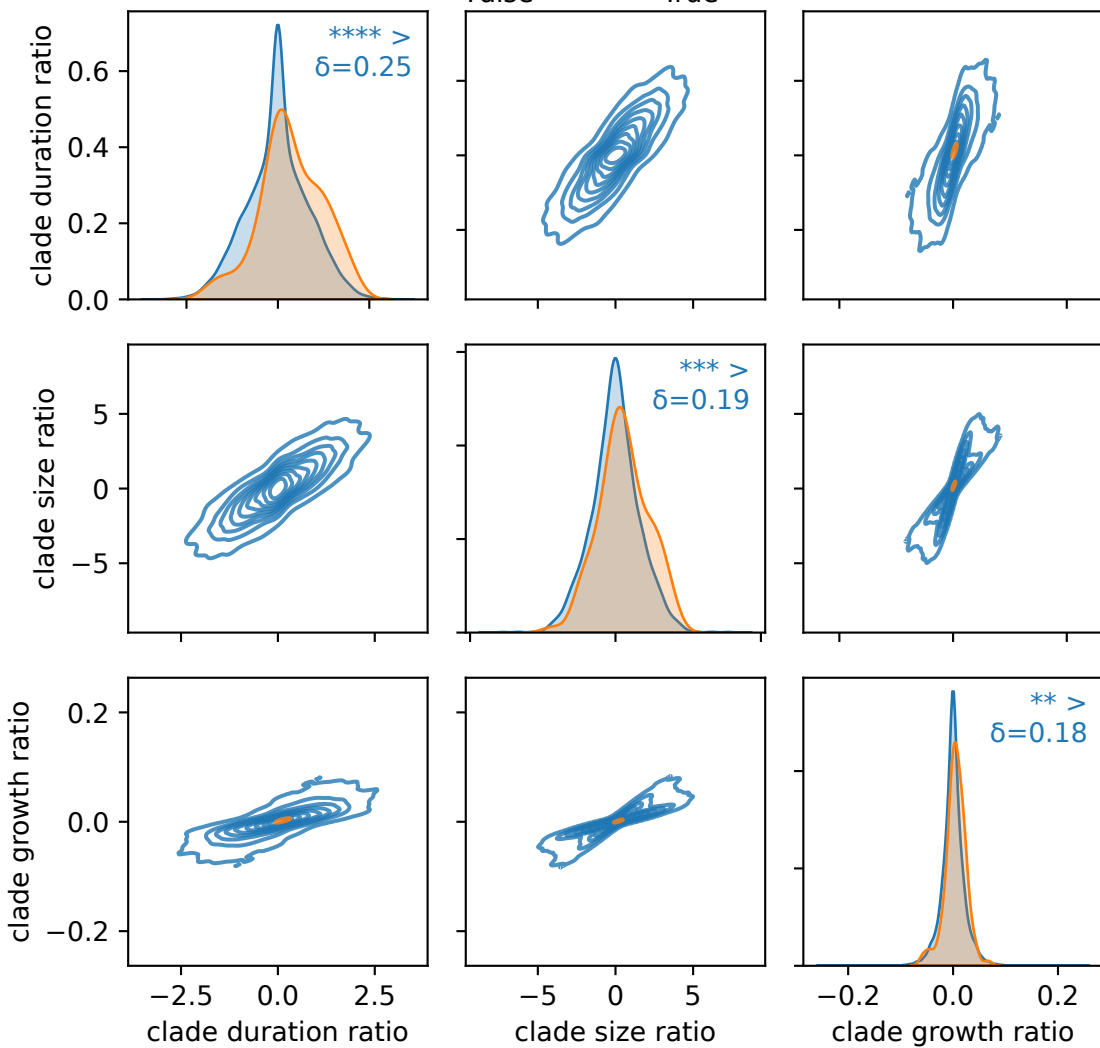 clade duration ratio
0.6
0.4
0.2
0.0
**** >
δ=0.25
clade size ratio
5
0
−5
*** >
δ=0.19
clade growth ratio
0.2
0.0
−0.2
** >
δ=0.18
−2.5 0.0 2.5
−5 0 5
−0.2 0.0 0.2
clade duration ratio
clade size ratio
clade growth ratio